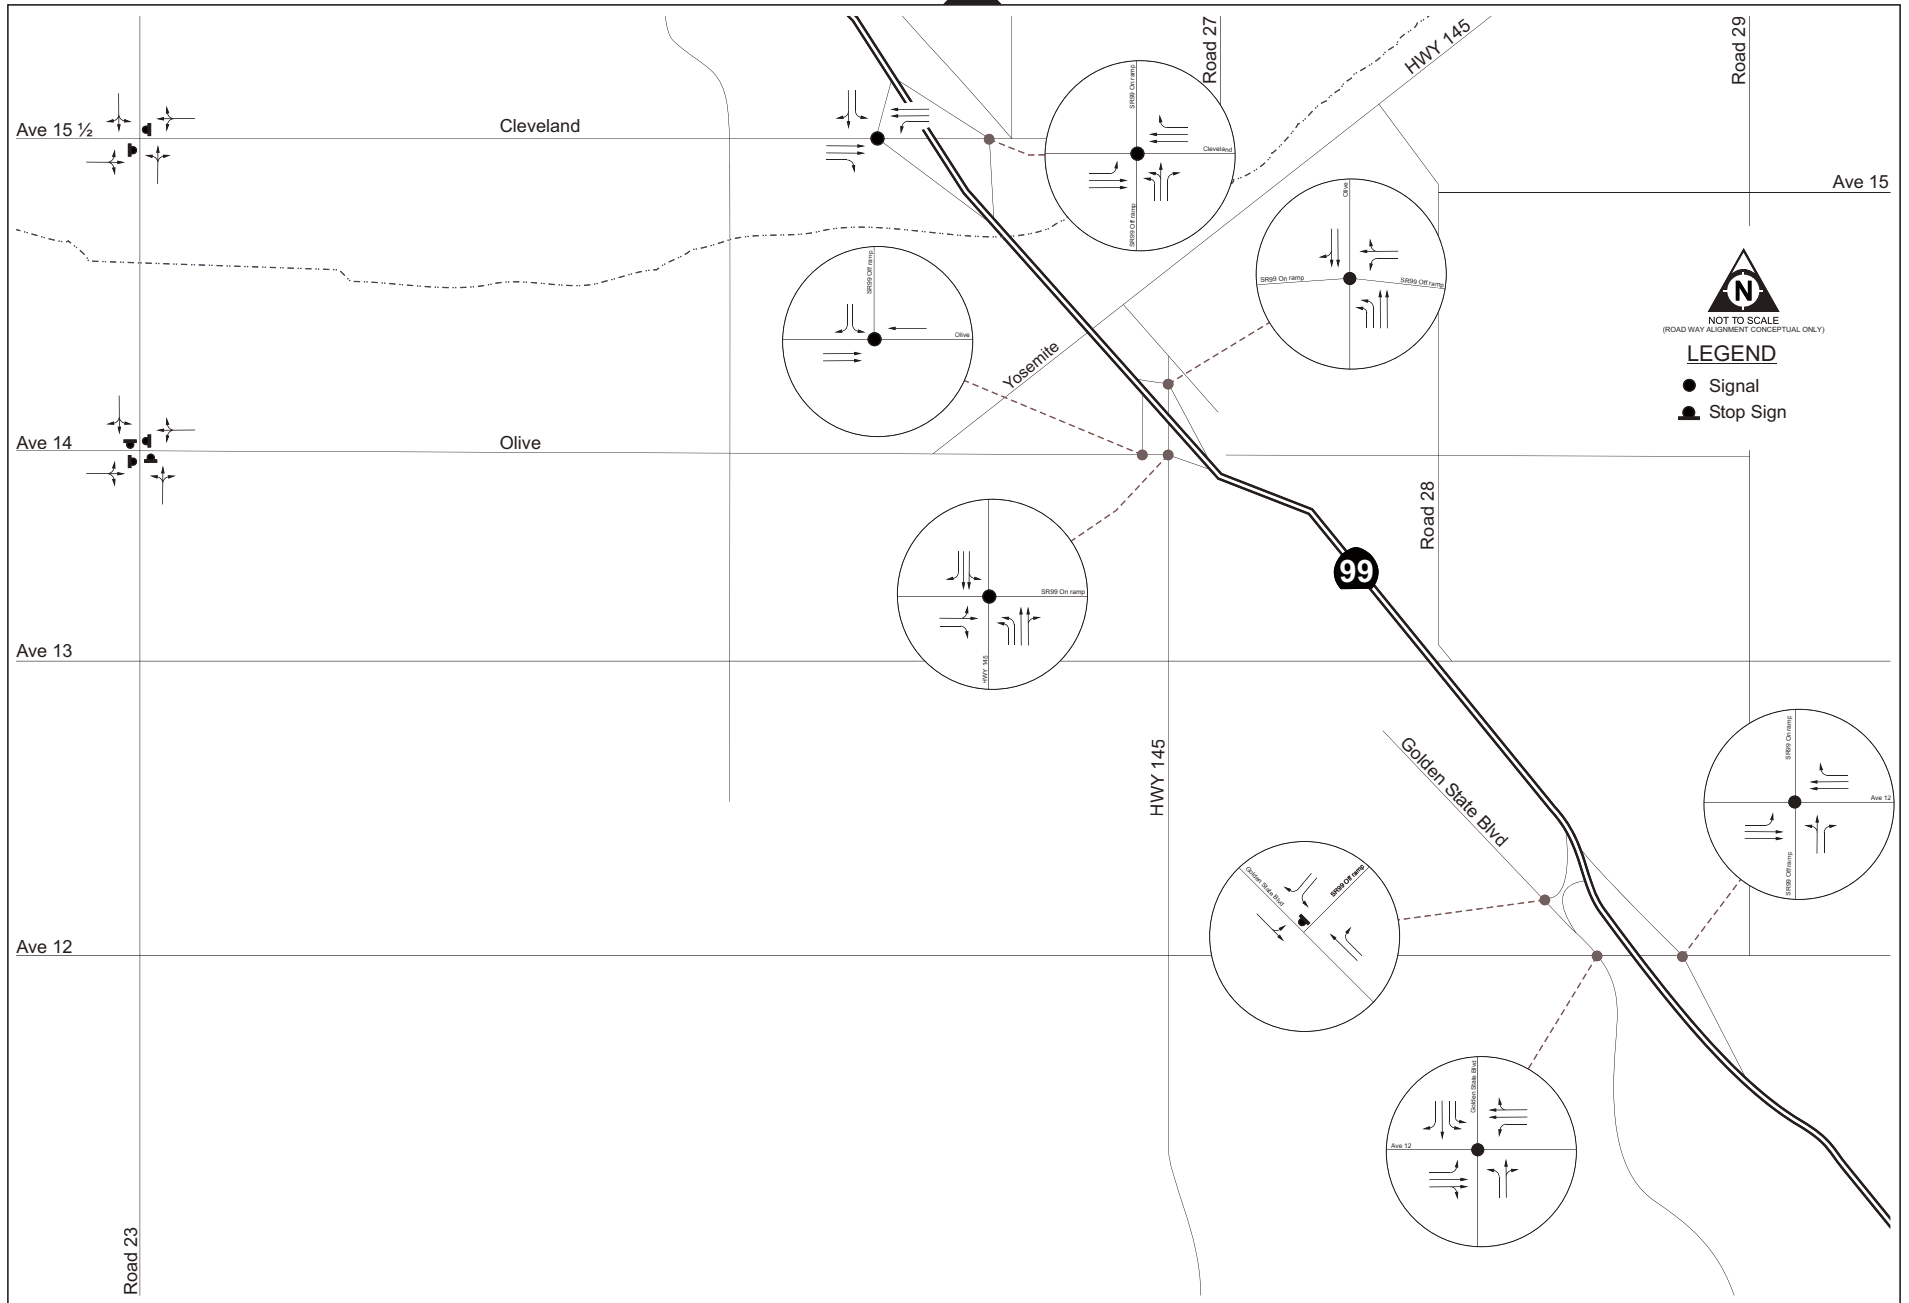 Road 27
HWY 145
Road 29
Ave 15 ½
Cleveland
SR99 On ramp
Cleveland
SR99 Off ramp
Ave 15
Olive
SR99 On ramp
SR99 Off ramp
SR99 Off ramp
Olive
N
NOT TO SCALE
(ROAD WAY ALIGNMENT CONCEPTUAL ONLY)
LEGEND
Signal
Stop Sign
Yosemite
Ave 14
Olive
Road 28
99
SR99 On ramp
HWY 145
Ave 13
HWY 145
Golden State Blvd
SR99 On ramp
Ave 12
SR99 Off ramp
Golden State Blvd
SR99 Off ramp
Ave 12
Golden State Blvd
Ave 12
Road 23